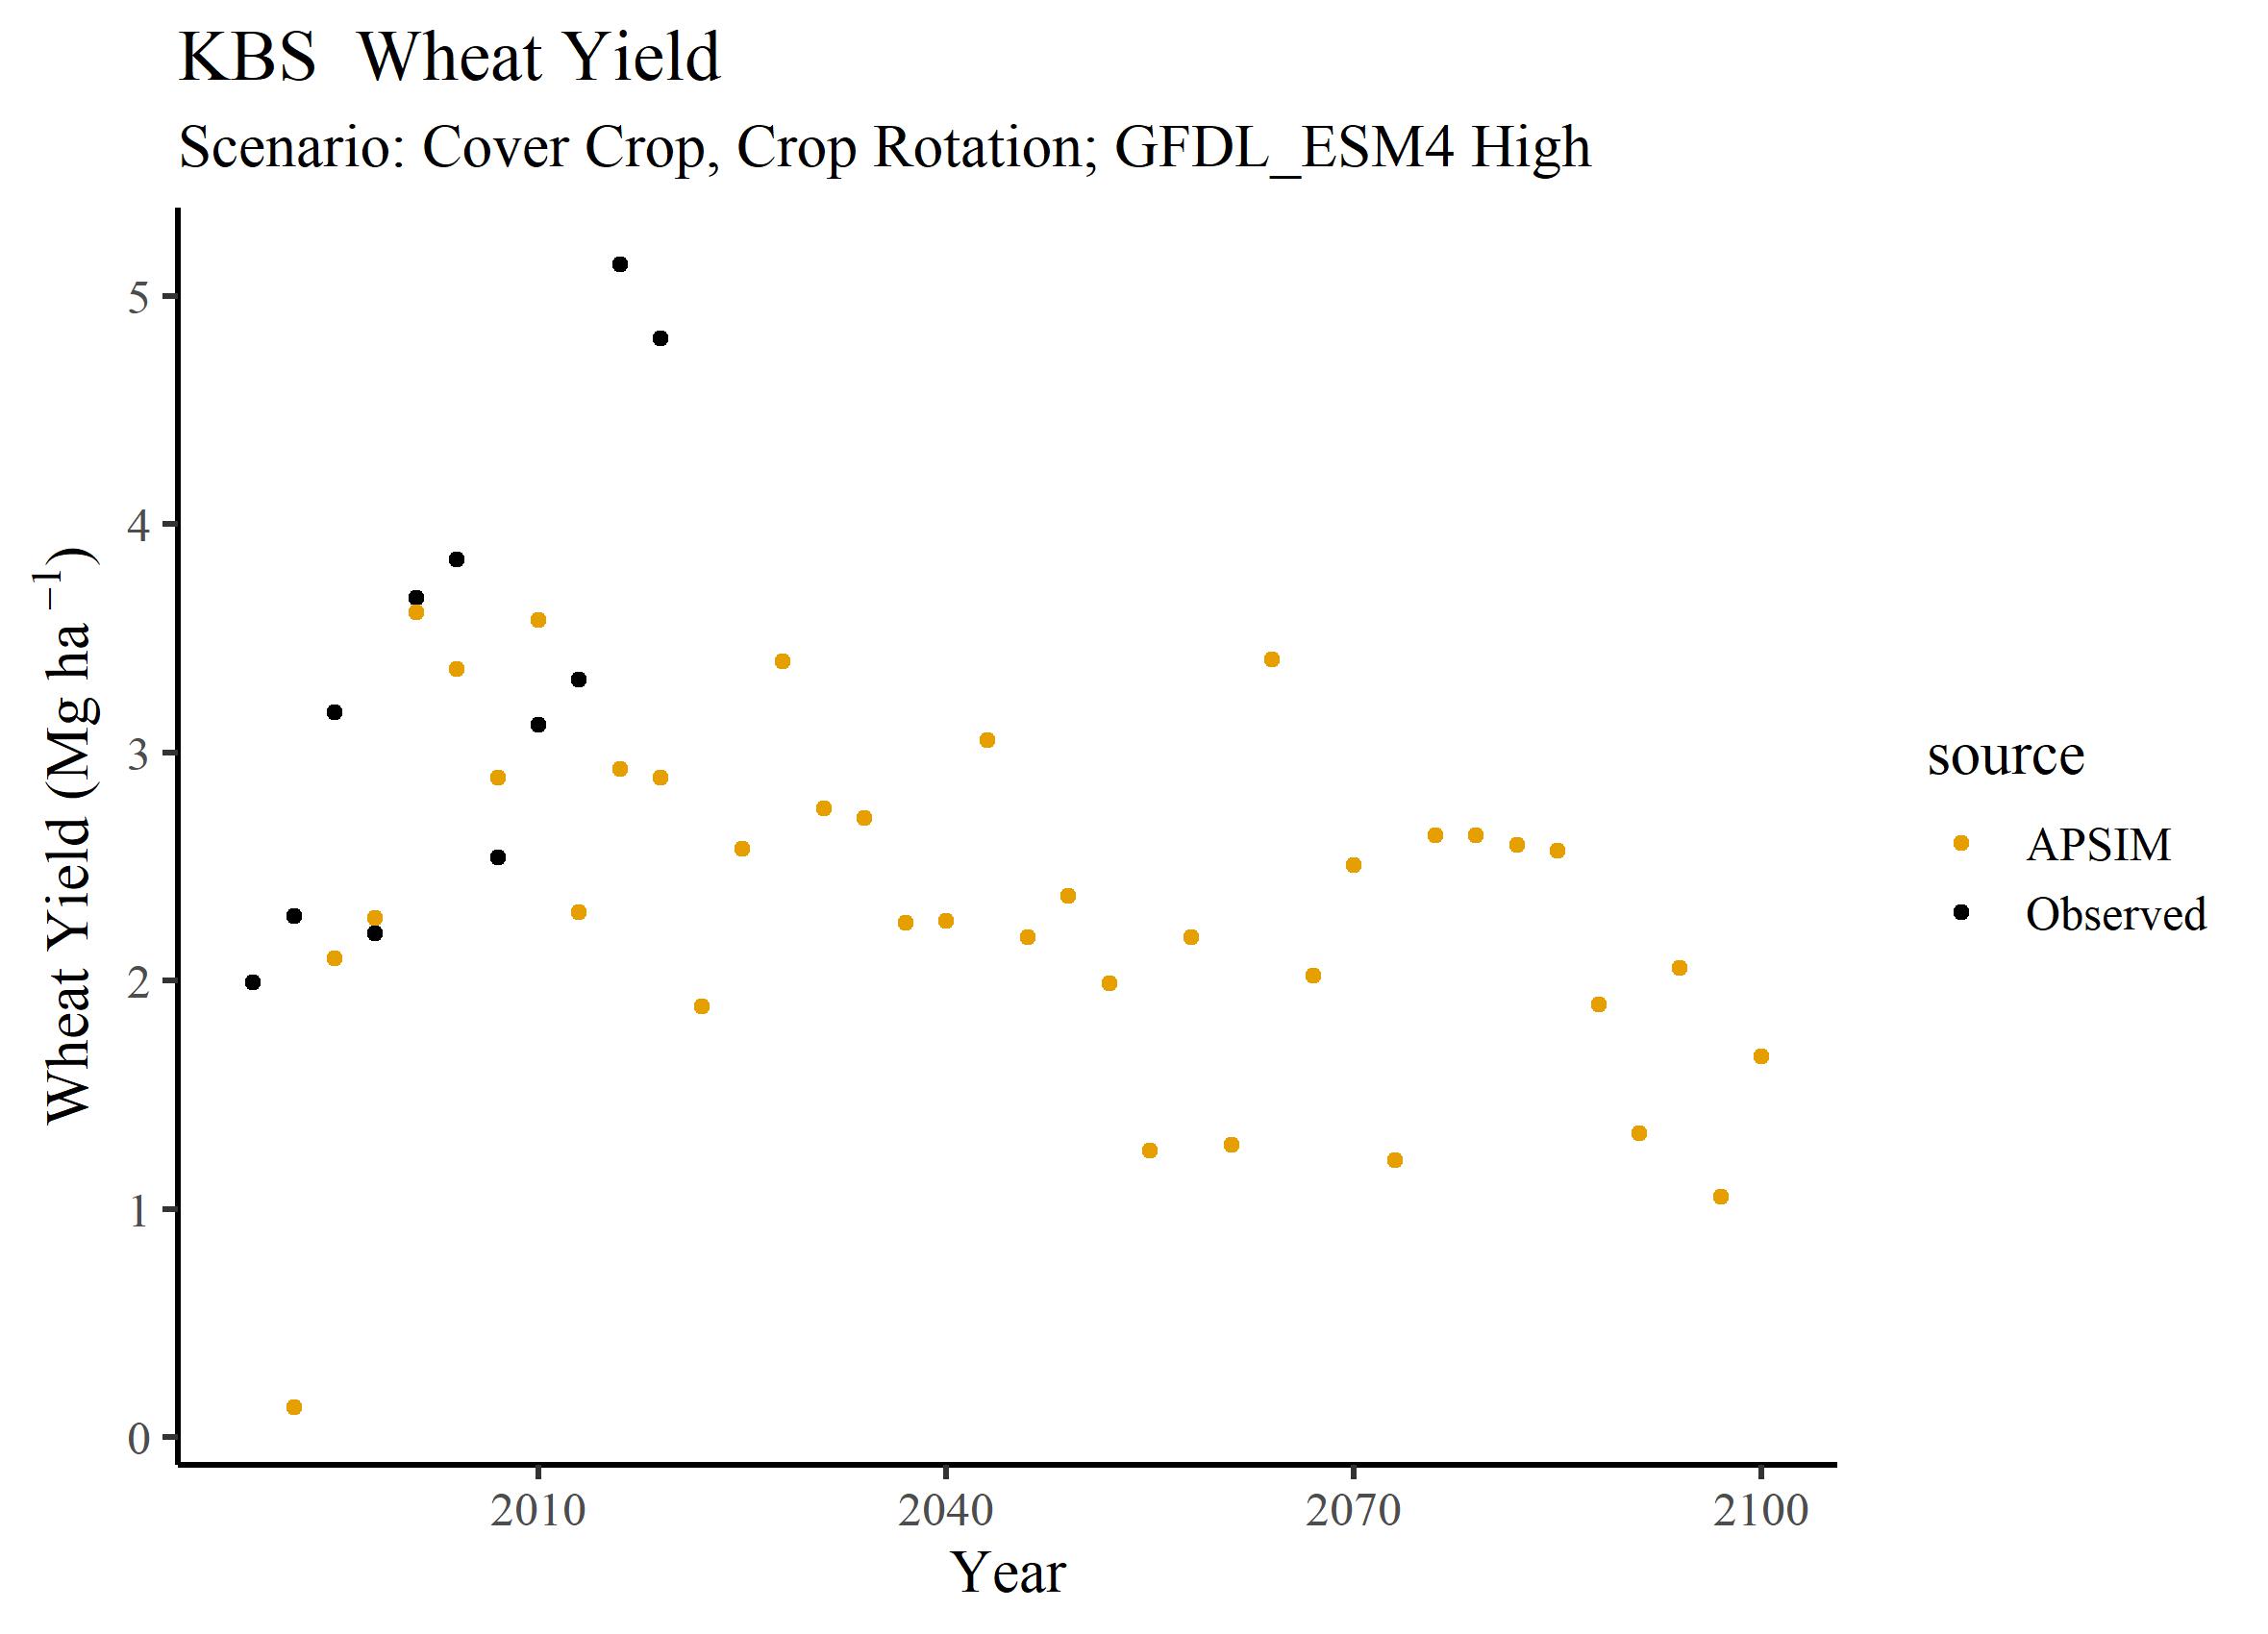 KBS  Wheat Yield
Scenario: Cover Crop, Crop Rotation; GFDL_ESM4 High
Wheat Yield (Mg ha ⁻¹)
5
4
3
2
1
0
2010 2040 2070 2100
Year
source
APSIM
Observed